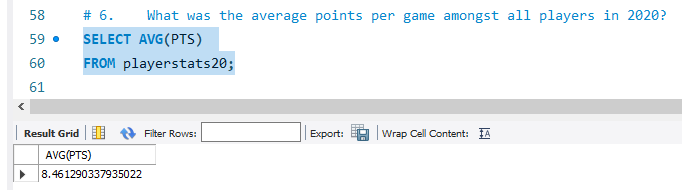 58 # 6. What was the average points per game amongst all players in 2020?
59 SELECT AVG(PTS)
60 FROM playerstats20;
61
Result Grid Filter Rows: Export: Wrap Cell Content: IA
AVG(PTS)
8.461290337935022